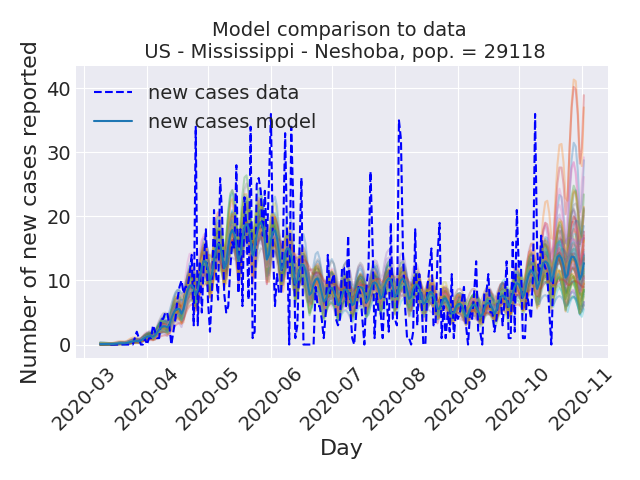 Model comparison to data
US - Mississippi - Neshoba, pop. = 29118
Number of new cases reported
40
30
20
10
0
new cases data
new cases model
2020-03
2020-04
2020-05
2020-06
2020-07
2020-08
2020-09
2020-10
2020-11
Day